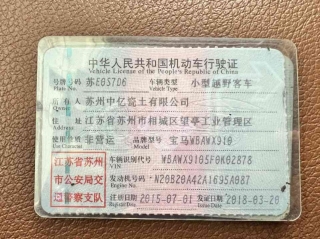 中华人民共和国机动车行驶证
Vehicle License of the People's Republic of China
号牌号码 苏E0S7D6 车辆类型 小型越野客车
Plate No. Vehicle Type
所有人 苏州中亿瓷土有限公司
Owner
住址 江苏省苏州市相城区望亭工业管理区
Address
使用性质 非营运 品牌型号 宝马WBAWX910
Use Character Model
江苏省苏州
市公安局交
通警察支队
车辆识别代号 WBAWX9105F0K02878
VIN
发动机号码 N20B20A42A1695A087
Engine No.
注册日期 2015-07-01 发证日期 2018-03-26
Register Date Issue Date